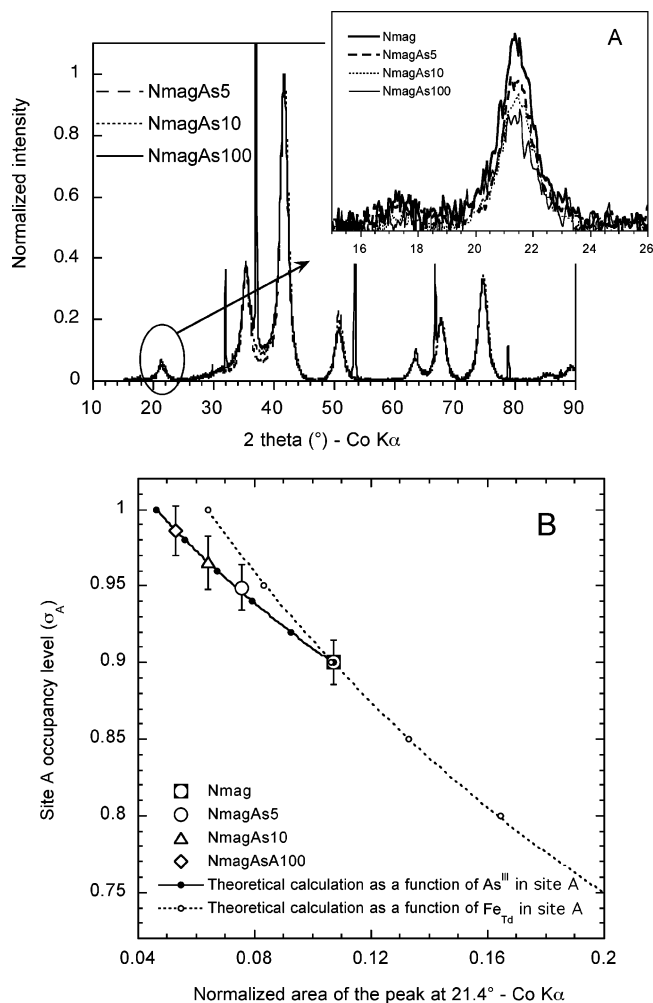 A
Nmag
NmagAs5
NmagAs10
NmagAs100
16 18 20 22 24 26
NmagAs5
NmagAs10
NmagAs100
Normalized intensity
1
0.8
0.6
0.4
0.2
0
10 20 30 40 50 60 70 80 90
2 theta (°) - Co Kα
B
Site A occupancy level (σA)
1
0.95
0.9
0.85
0.8
0.75
Nmag
NmagAs5
NmagAs10
NmagAsA100
Theoretical calculation as a function of AsIII in site A
Theoretical calculation as a function of FeTd in site A
0.04 0.08 0.12 0.16 0.2
Normalized area of the peak at 21.4° - Co Kα